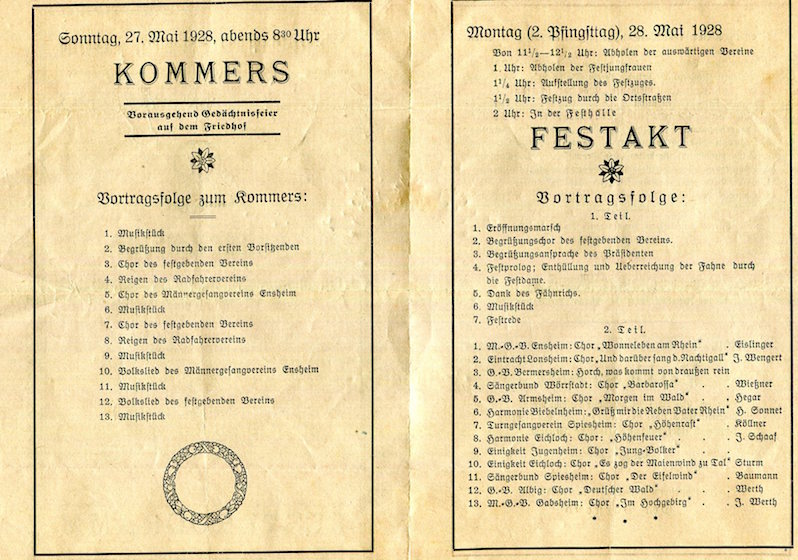 Sonntag, 27. Mai 1928, abends 8³⁰ Uhr
KOMMERS
Vorausgehend Gedächtnisfeier
auf dem Friedhof
Vortragsfolge zum Kommers:
1. Musikstück
2. Begrüßung durch den ersten Vorsitzenden
3. Chor des festgebenden Vereins
4. Reigen des Radfahrervereins
5. Chor des Männergesangvereins Ensheim
6. Musikstück
7. Chor des festgebenden Vereins
8. Reigen des Radfahrervereins
9. Musikstück
10. Volkslied des Männergesangvereins Ensheim
11. Musikstück
12. Volkslied des festgebenden Vereins
13. Musikstück
Montag (2. Pfingsttag), 28. Mai 1928
Von 11¹/₂—12¹/₂ Uhr: Abholen der auswärtigen Vereine
1 Uhr: Abholen der Festjungfrauen
1¹/₄ Uhr: Aufstellung des Festzuges.
1¹/₂ Uhr: Festzug durch die Ortsstraßen
2 Uhr: In der Festhalle
FESTAKT
Vortragsfolge:
1. Teil.
1. Eröffnungsmarsch
2. Begrüßungschor des festgebenden Vereins.
3. Begrüßungsansprache des Präsidenten
4. Festprolog; Enthüllung und Ueberreichung der Fahne durch
die Festdame.
5. Dank des Fähnrichs.
6. Musikstück
7. Festrede
2. Teil.
1. M.-G.-V. Ensheim: Chor „Wonneleben am Rhein“ . Eislinger
2. Eintracht Lonsheim: Chor „Und darüber sang d. Nachtigall“ J. Wengert
3. G.-V. Bermersheim: Horch, was kommt von draußen rein
4. Sängerbund Wörrstadt: Chor „Barbarossa“ . . Wießner
5. G.-V. Armsheim: Chor „Morgen im Wald“ . . Hegar
6. Harmonie Biebelnheim: „Grüß mir die Reben Vater Rhein“ H. Sonnet
7. Turngesangverein Spiesheim: Chor „Höhenrast“ . Köllner
8. Harmonie Eichloch: Chor: „Höhenfeuer“ . . . J. Schaaf
9. Einigkeit Jugenheim: Chor „Jung-Volker“ . .
10. Einigkeit Eichloch: Chor „Es zog der Maienwind zu Tal“ Sturm
11. Sängerbund Spiesheim: Chor „Der Eifelwind“ . Baumann
12. G.-V. Albig: Chor „Deutscher Wald“ . . . Werth
13. M.-G.-V. Gabsheim: Chor „Im Hochgebirg“ . . J. Werth